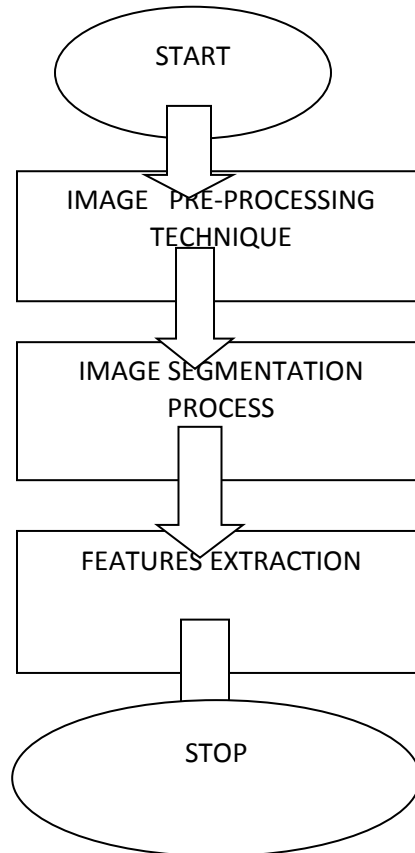 START
IMAGE PRE-PROCESSING
TECHNIQUE
IMAGE SEGMENTATION
PROCESS
FEATURES EXTRACTION
STOP